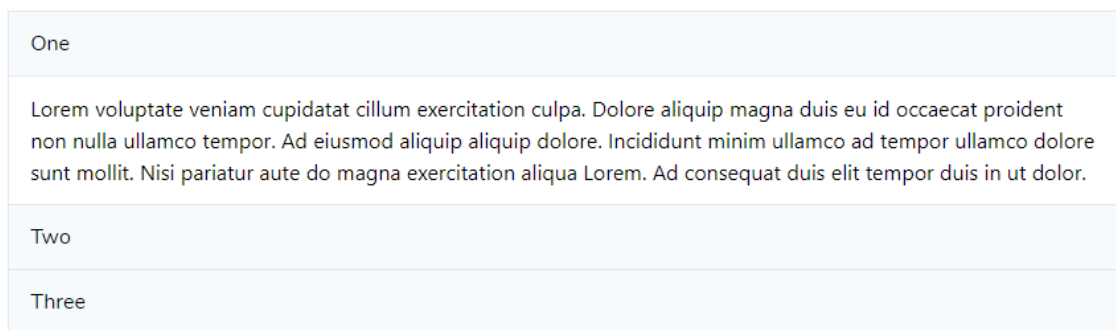 One
Lorem voluptate veniam cupidatat cillum exercitation culpa. Dolore aliquip magna duis eu id occaecat proident
non nulla ullamco tempor. Ad eiusmod aliquip aliquip dolore. Incididunt minim ullamco ad tempor ullamco dolore
sunt mollit. Nisi pariatur aute do magna exercitation aliqua Lorem. Ad consequat duis elit tempor duis in ut dolor.
Two
Three